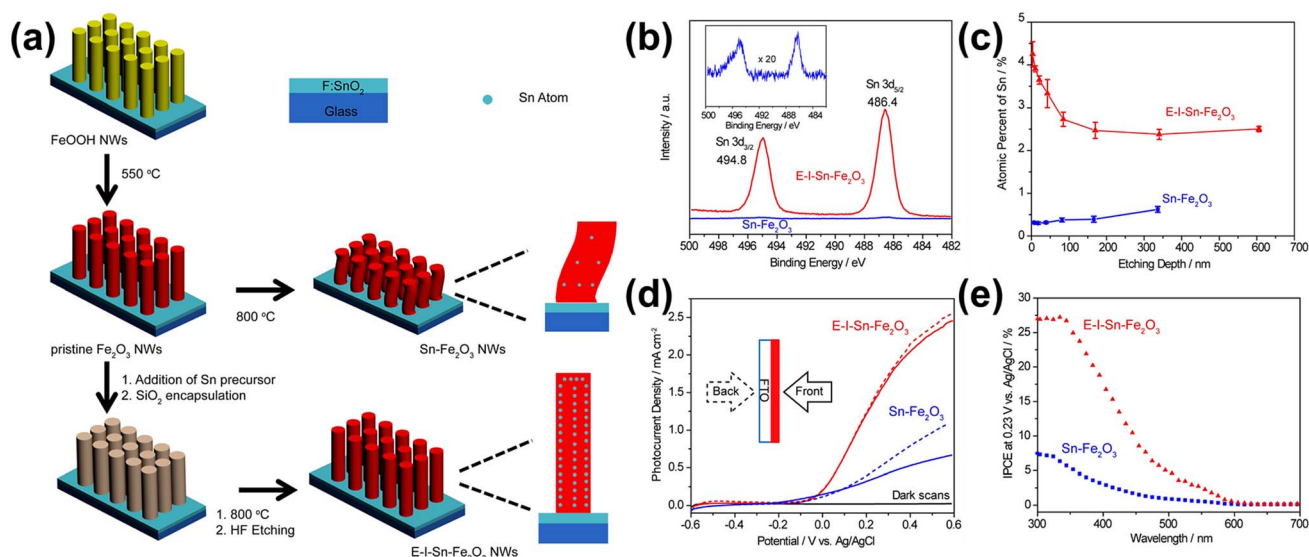 (a)
FeOOH NWs
F:SnO₂
Glass
Sn Atom
550 °C
pristine Fe₂O₃ NWs
800 °C
Sn-Fe₂O₃ NWs
1. Addition of Sn precursor
2. SiO₂ encapsulation
1. 800 °C
2. HF Etching
E-I-Sn-Fe₂O₃ NWs
(b)
x 20
500 496 492 488 484
Binding Energy / eV
Sn 3d₅/₂
486.4
Sn 3d₃/₂
494.8
E-I-Sn-Fe₂O₃
Sn-Fe₂O₃
Intensity / a.u.
500 498 496 494 492 490 488 486 484 482
Binding Energy / eV
(c)
Atomic Percent of Sn / %
5
4
3
2
1
0
E-I-Sn-Fe₂O₃
Sn-Fe₂O₃
0 100 200 300 400 500 600 700
Etching Depth / nm
(d)
Photocurrent Density / mA cm⁻²
2.5
2.0
1.5
1.0
0.5
0.0
E-I-Sn-Fe₂O₃
Back
FTO
Front
Sn-Fe₂O₃
Dark scans
-0.6 -0.4 -0.2 0.0 0.2 0.4 0.6
Potential / V vs. Ag/AgCl
(e)
IPCE at 0.23 V vs. Ag/AgCl / %
30
25
20
15
10
5
0
E-I-Sn-Fe₂O₃
Sn-Fe₂O₃
300 400 500 600 700
Wavelength / nm